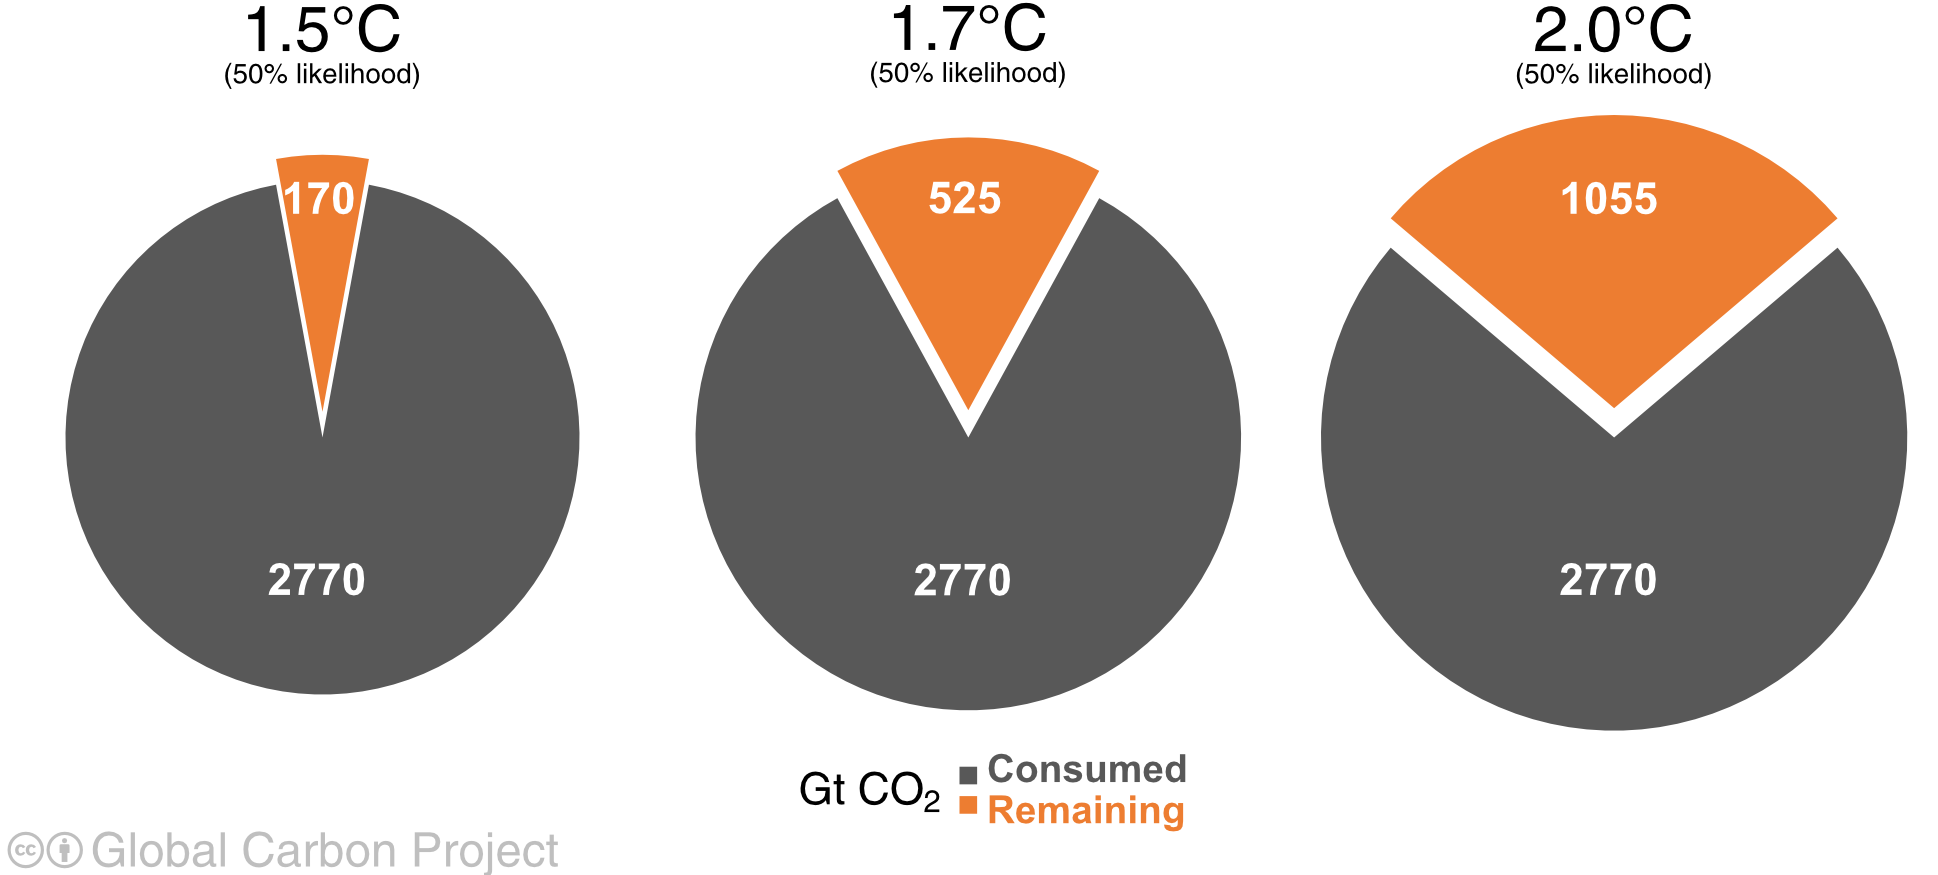 1.5°C
(50% likelihood)
170
2770
1.7°C
(50% likelihood)
525
2770
2.0°C
(50% likelihood)
1055
2770
Gt CO₂
Consumed
Remaining
cc Global Carbon Project